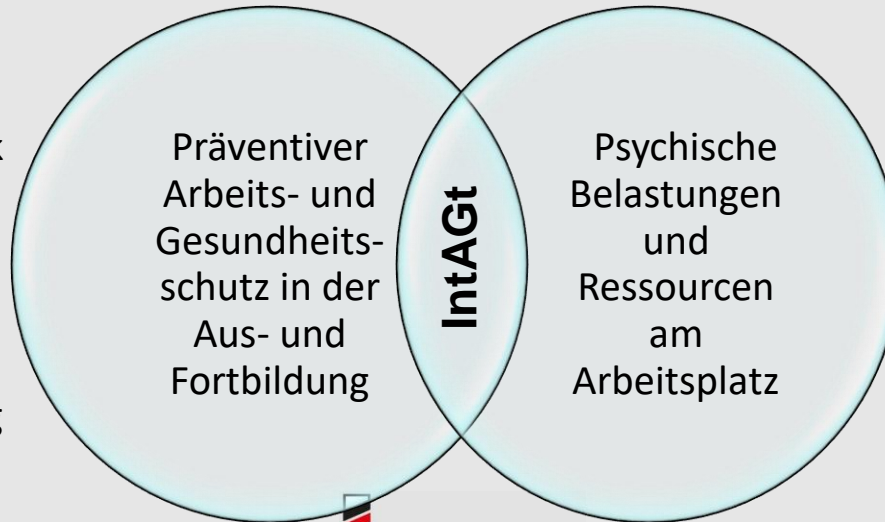 Präventiver
Arbeits- und
Gesundheits-
schutz in der
Aus- und
Fortbildung
IntAGt
Psychische
Belastungen
und
Ressourcen
am
Arbeitsplatz